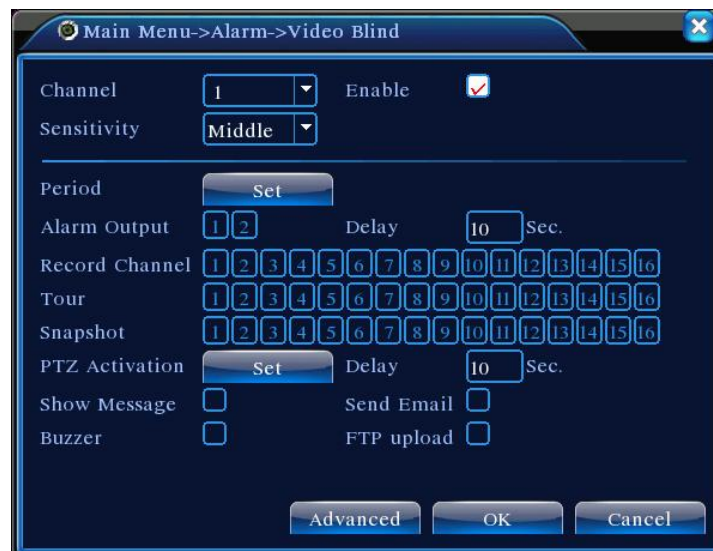 Main Menu->Alarm->Video Blind
Channel 1 Enable
Sensitivity Middle
Period Set
Alarm Output 1 2 Delay 10 Sec.
Record Channel 1 2 3 4 5 6 7 8 9 10 11 12 13 14 15 16
Tour 1 2 3 4 5 6 7 8 9 10 11 12 13 14 15 16
Snapshot 1 2 3 4 5 6 7 8 9 10 11 12 13 14 15 16
PTZ Activation Set Delay 10 Sec.
Show Message Send Email
Buzzer FTP upload
Advanced OK Cancel